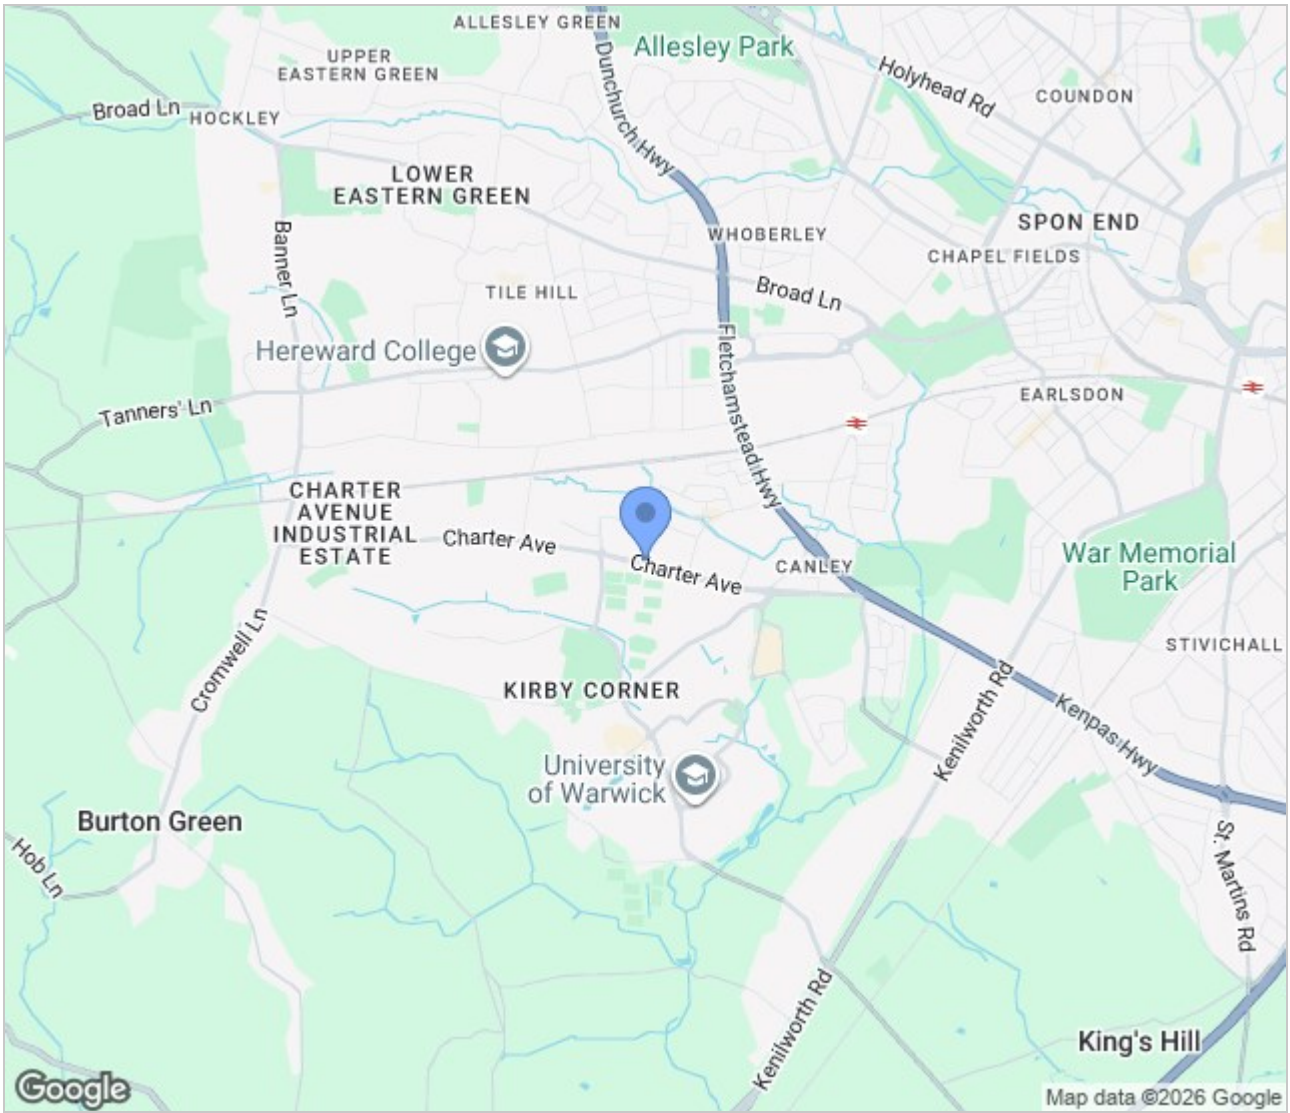 ALLESLEY GREEN
Allesley Park
UPPER
EASTERN GREEN
Dunchurch Hwy
Holyhead Rd
COUNDON
Broad Ln
HOCKLEY
LOWER
EASTERN GREEN
SPON END
WHOBERLEY
CHAPEL FIELDS
Banner Ln
TILE HILL
Broad Ln
Hereward College
Fletchamstead Hwy
EARLSDON
Tanners' Ln
CHARTER
AVENUE
INDUSTRIAL
ESTATE
Charter Ave
Charter Ave
CANLEY
War Memorial
Park
STIVICHALL
Cromwell Ln
KIRBY CORNER
Kenilworth Rd
Kenpas Hwy
University
of Warwick
Burton Green
Hob Ln
St. Martins Rd
Kenilworth Rd
King's Hill
Google
Map data ©2026 Google